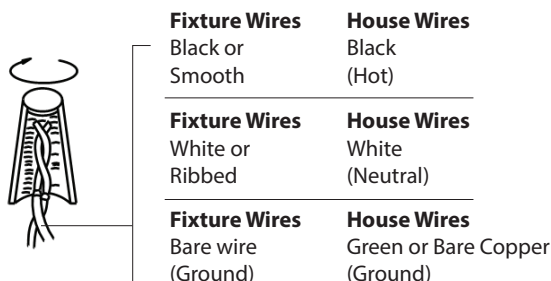 Fixture Wires House Wires
Black or Black
Smooth (Hot)
Fixture Wires House Wires
White or White
Ribbed (Neutral)
Fixture Wires House Wires
Bare wire Green or Bare Copper
(Ground) (Ground)